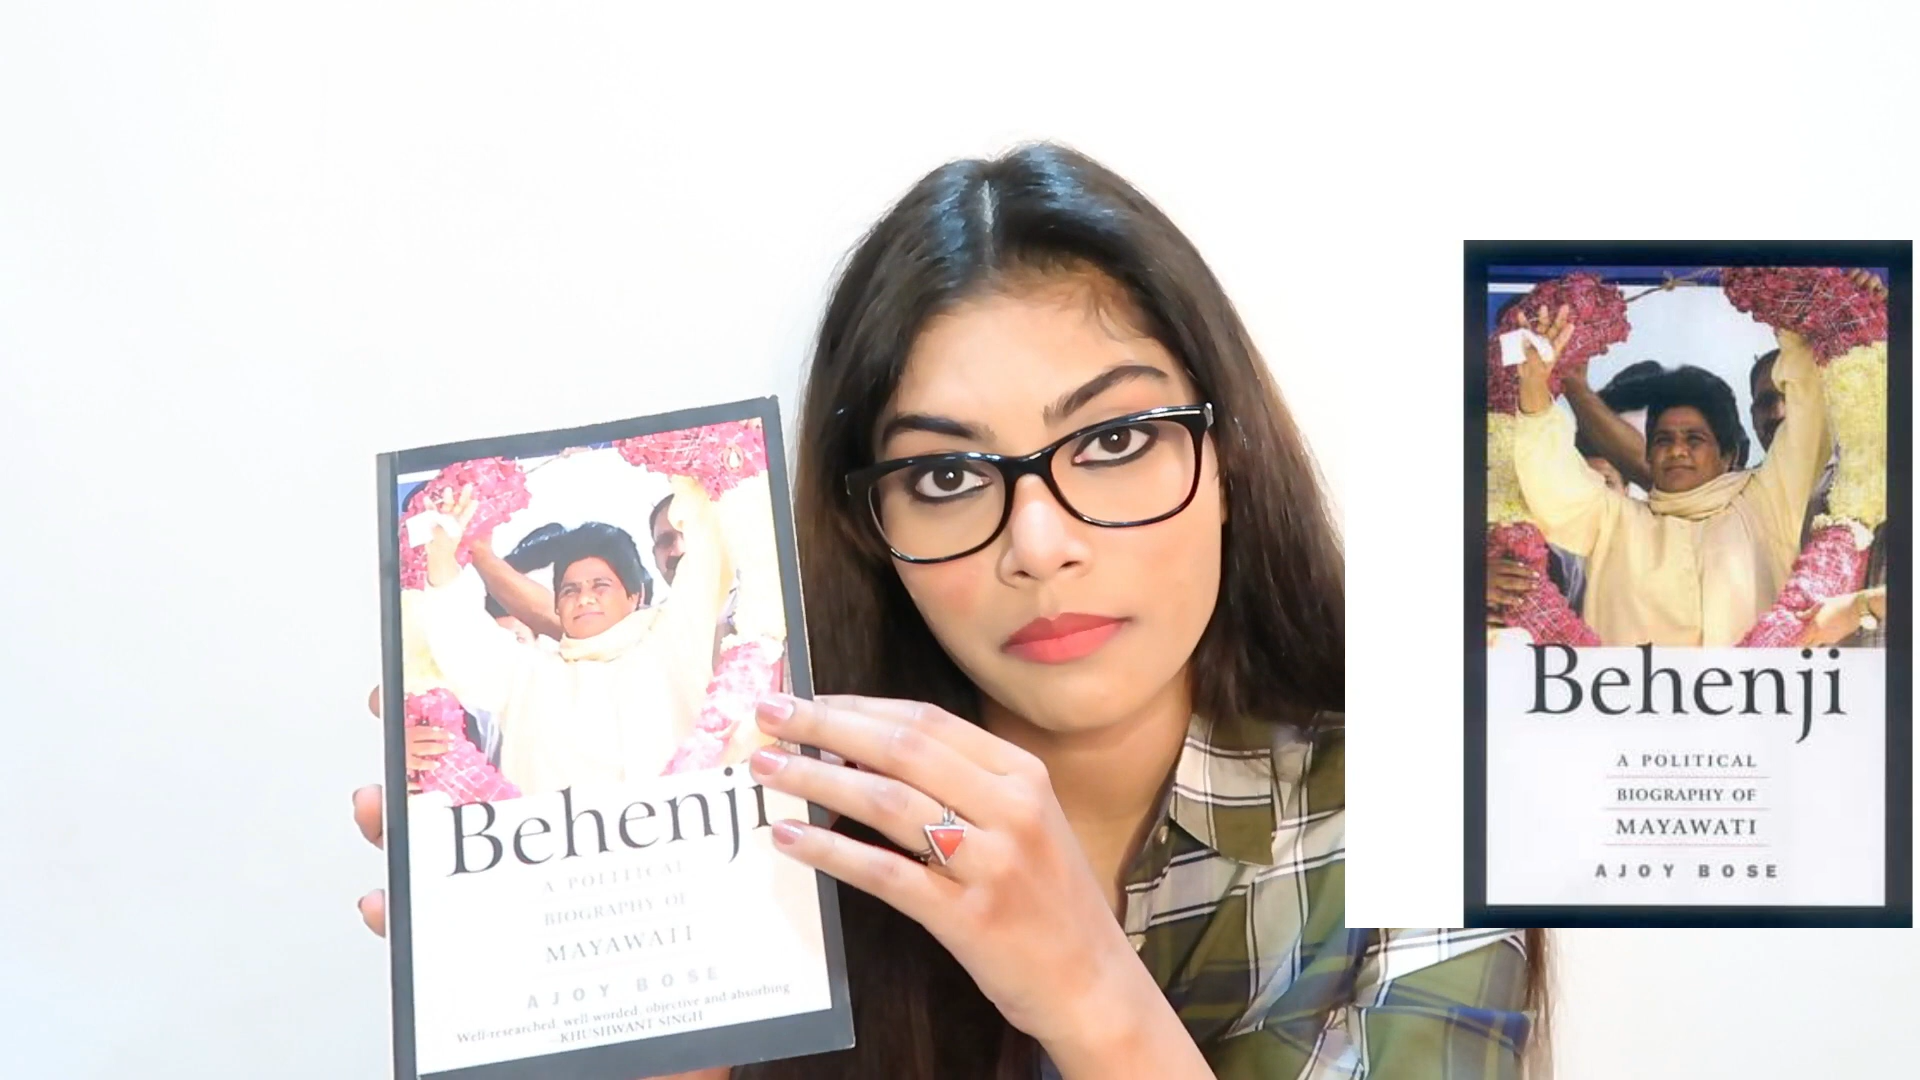 Behenji
A POLITICAL
BIOGRAPHY OF
MAYAWATI
AJOY BOSE
Well-researched, well worded, objective and absorbing
—KHUSHWANT SINGH
Behenji
A POLITICAL
BIOGRAPHY OF
MAYAWATI
AJOY BOSE